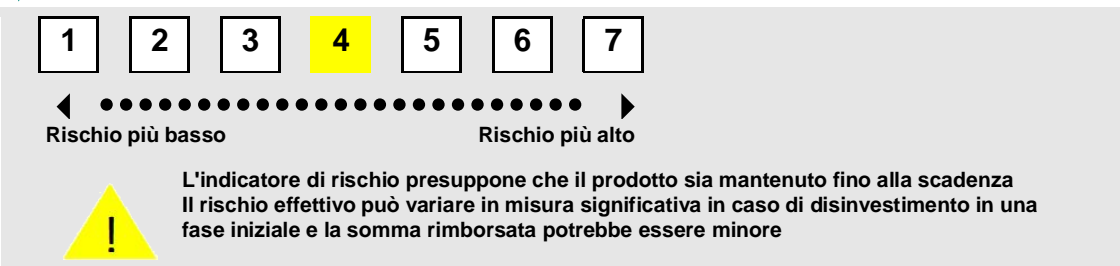 1 2 3 4 5 6 7
Rischio più basso Rischio più alto
L'indicatore di rischio presuppone che il prodotto sia mantenuto fino alla scadenza
Il rischio effettivo può variare in misura significativa in caso di disinvestimento in una
fase iniziale e la somma rimborsata potrebbe essere minore
!